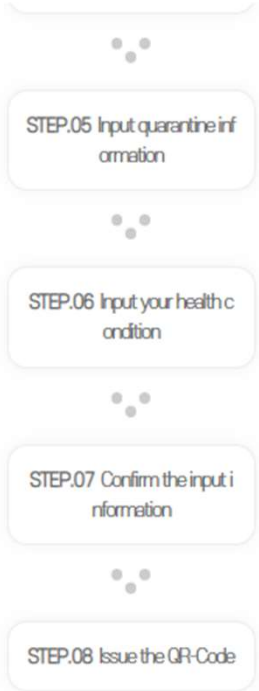 STEP.05 Input quarantine inf
ormation
STEP.06 Input your health c
ondition
STEP.07 Confirm the input i
nformation
STEP.08 Issue the QR-Code